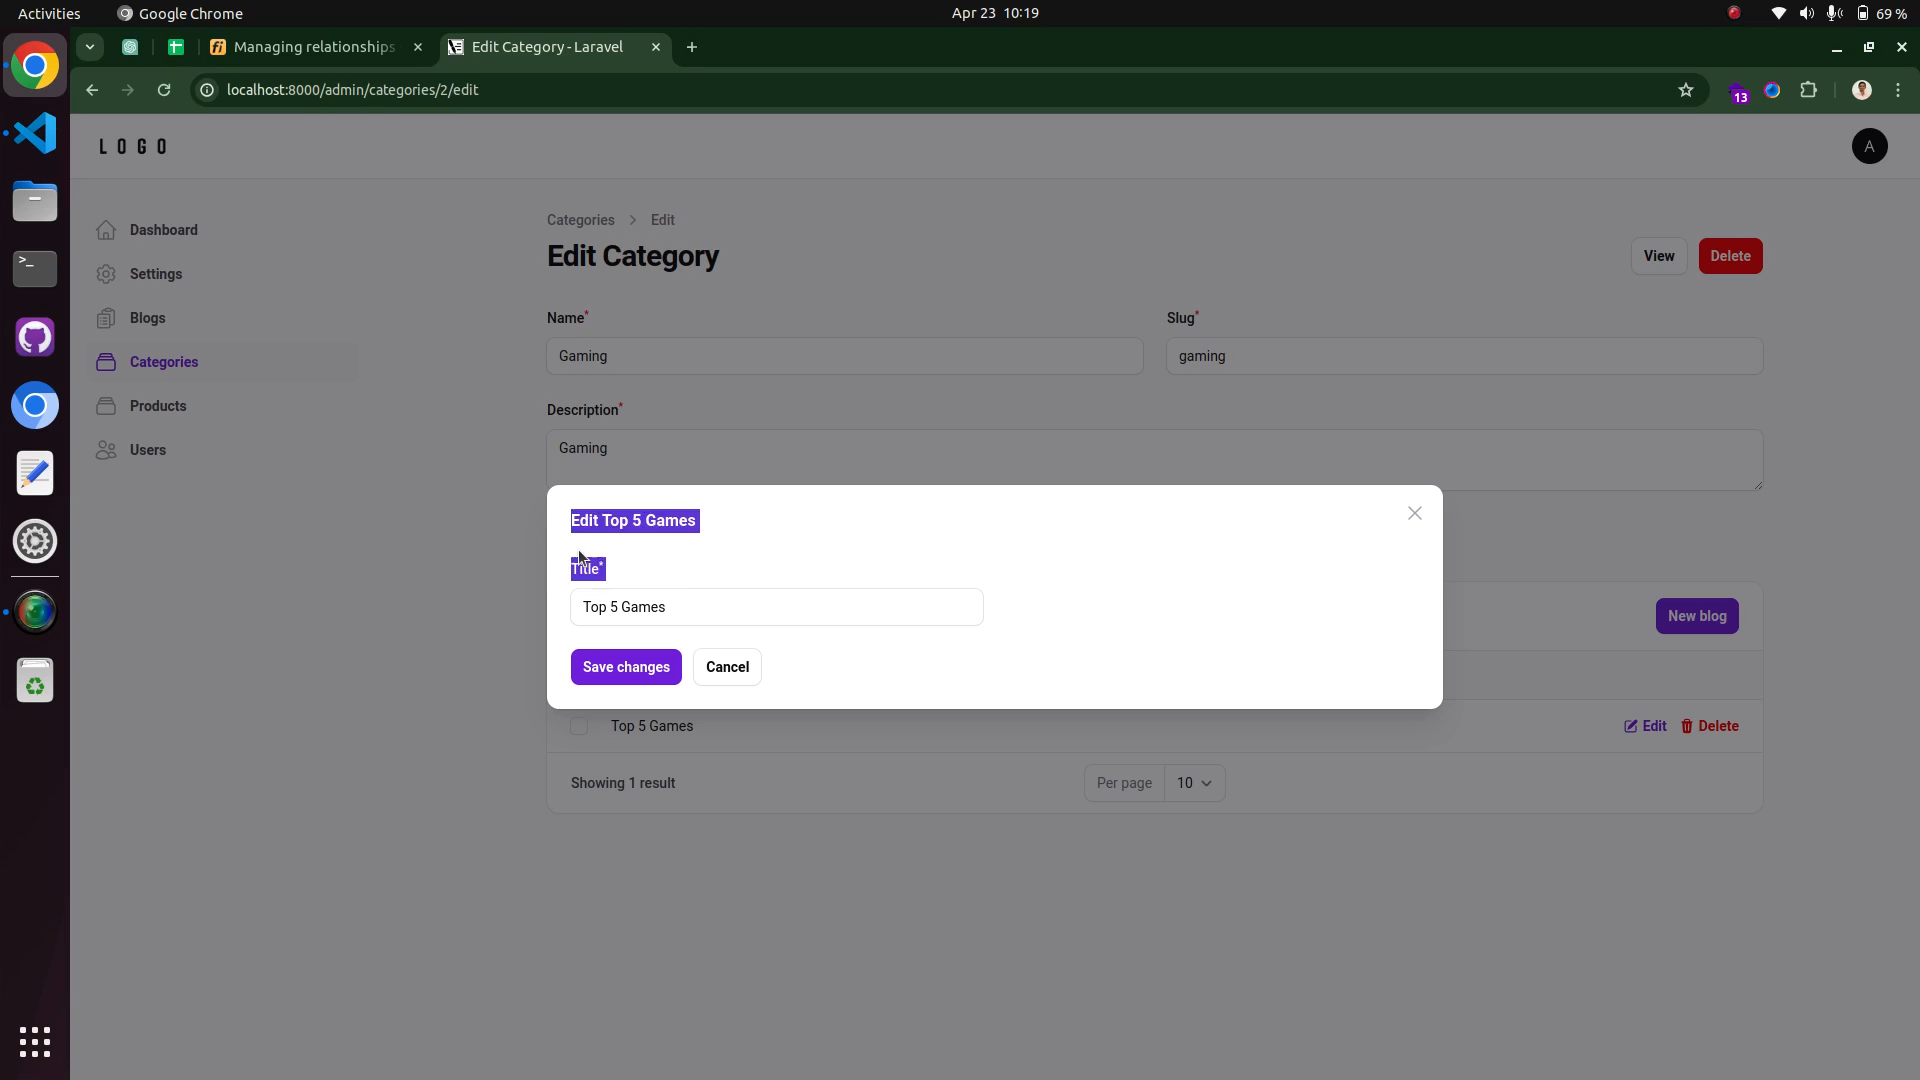 Activities
Google Chrome
Apr 23 10:19
69 %
Managing relationships
Edit Category - Laravel
localhost:8000/admin/categories/2/edit
13
LOGO
A
Dashboard
Settings
Blogs
Categories
Products
Users
Categories > Edit
Edit Category
View
Delete
Name*
Slug*
Gaming
gaming
Description*
Gaming
Edit Top 5 Games
Title*
Top 5 Games
Save changes
Cancel
New blog
Top 5 Games
Edit
Delete
Showing 1 result
Per page
10